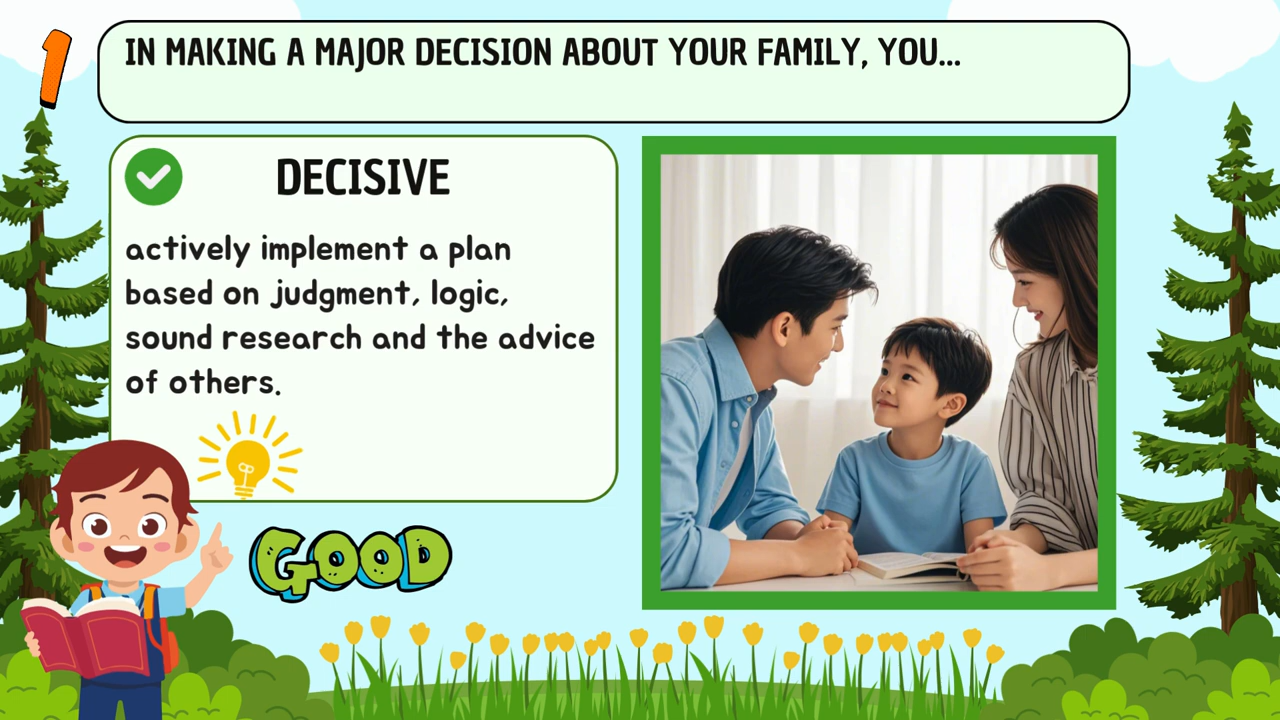 1
IN MAKING A MAJOR DECISION ABOUT YOUR FAMILY, YOU...
DECISIVE
actively implement a plan
based on judgment, logic,
sound research and the advice
of others.
GOOD